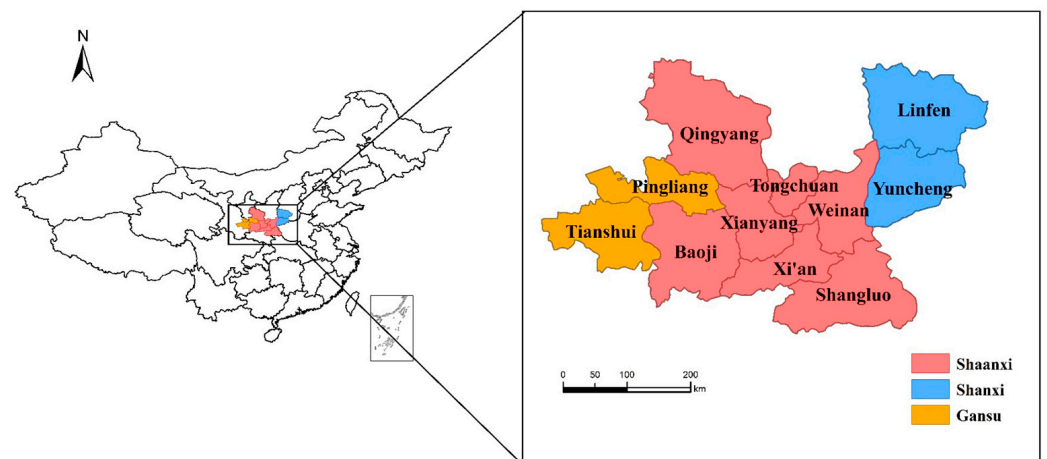 N
Linfen
Qingyang
Pingliang
Tongchuan
Yuncheng
Weinan
Xianyang
Tianshui
Baoji
Xi'an
Shangluo
0 50 100 200
km
Shaanxi
Shanxi
Gansu